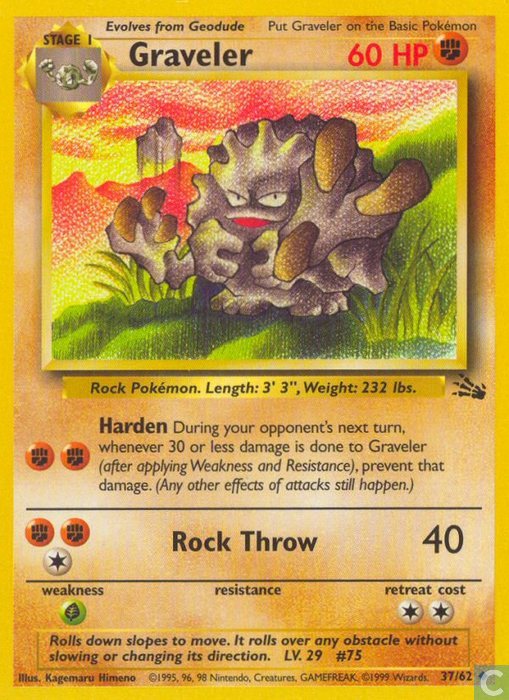 Evolves from Geodude Put Graveler on the Basic Pokémon
STAGE 1
Graveler 60 HP
Rock Pokémon. Length: 3' 3", Weight: 232 lbs.
Harden During your opponent's next turn,
whenever 30 or less damage is done to Graveler
(after applying Weakness and Resistance), prevent that
damage. (Any other effects of attacks still happen.)
Rock Throw 40
weakness resistance retreat cost
Rolls down slopes to move. It rolls over any obstacle without
slowing or changing its direction. LV. 29 #75
Illus. Kagemaru Himeno ©1995, 96, 98 Nintendo, Creatures, GAMEFREAK. ©1999 Wizards. 37/62
C